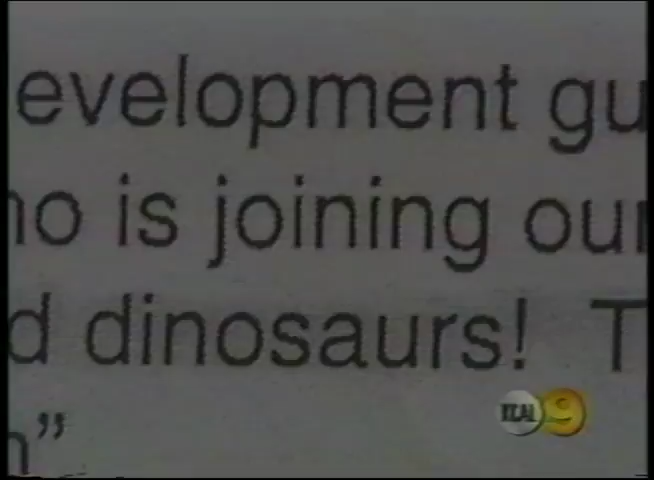 evelopment gu
ho is joining our
d dinosaurs! T
n”
KCAL 9